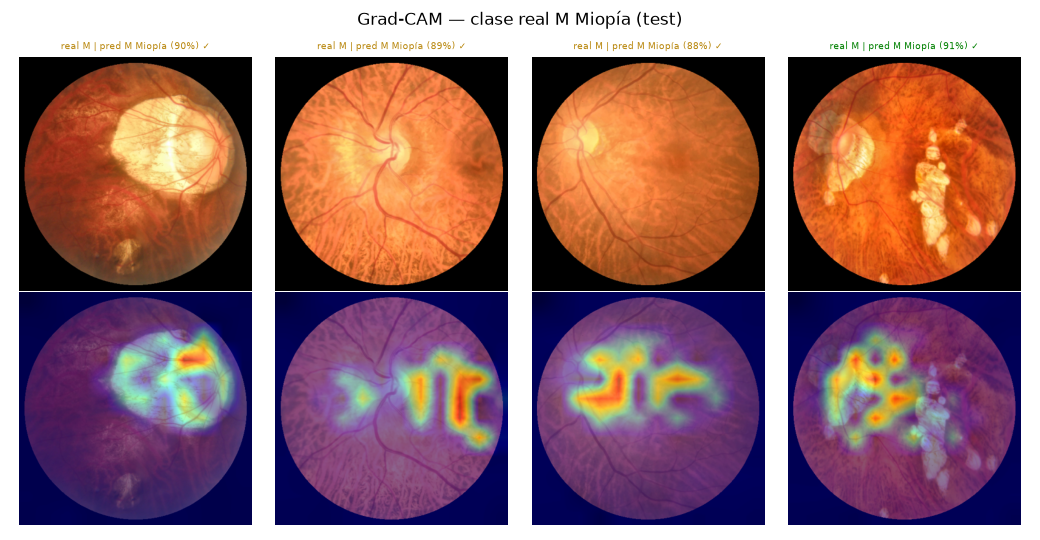 Grad-CAM — clase real M Miopía (test)
real M | pred M Miopía (90%) ✓
real M | pred M Miopía (89%) ✓
real M | pred M Miopía (88%) ✓
real M | pred M Miopía (91%) ✓